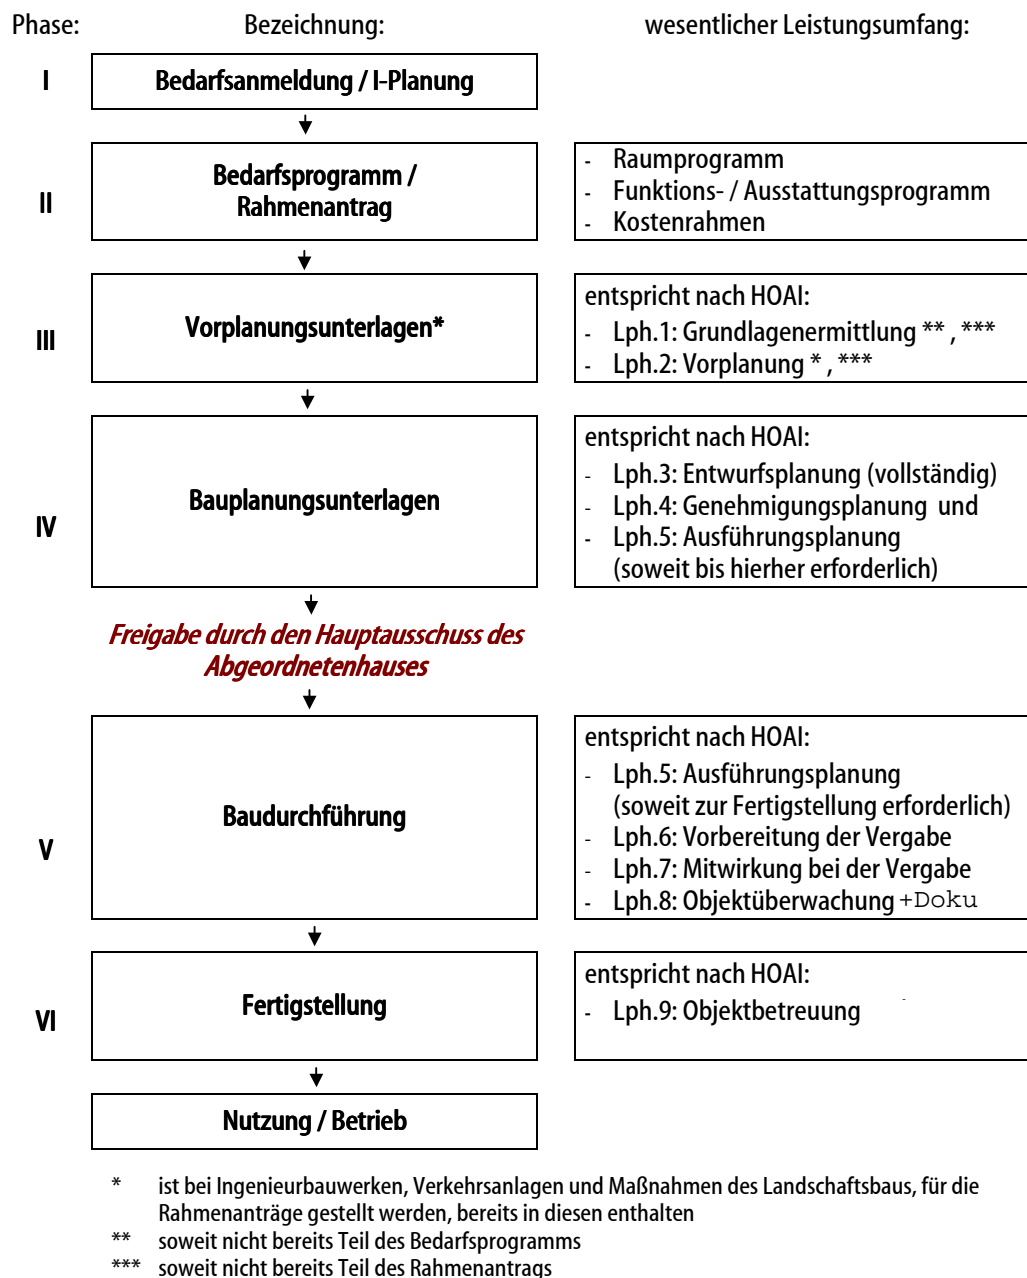 Phase: Bezeichnung: wesentlicher Leistungsumfang:
I Bedarfsanmeldung / I-Planung
II Bedarfsprogramm /
Rahmenantrag
- Raumprogramm
- Funktions- / Ausstattungsprogramm
- Kostenrahmen
III Vorplanungsunterlagen*
entspricht nach HOAI:
- Lph.1: Grundlagenermittlung ** , ***
- Lph.2: Vorplanung * , ***
IV Bauplanungsunterlagen
entspricht nach HOAI:
- Lph.3: Entwurfsplanung (vollständig)
- Lph.4: Genehmigungsplanung und
- Lph.5: Ausführungsplanung
(soweit bis hierher erforderlich)
Freigabe durch den Hauptausschuss des
Abgeordnetenhauses
V Baudurchführung
entspricht nach HOAI:
- Lph.5: Ausführungsplanung
(soweit zur Fertigstellung erforderlich)
- Lph.6: Vorbereitung der Vergabe
- Lph.7: Mitwirkung bei der Vergabe
- Lph.8: Objektüberwachung +Doku
VI Fertigstellung
entspricht nach HOAI:
- Lph.9: Objektbetreuung
Nutzung / Betrieb
* ist bei Ingenieurbauwerken, Verkehrsanlagen und Maßnahmen des Landschaftsbaus, für die
Rahmenanträge gestellt werden, bereits in diesen enthalten
** soweit nicht bereits Teil des Bedarfsprogramms
*** soweit nicht bereits Teil des Rahmenantrags